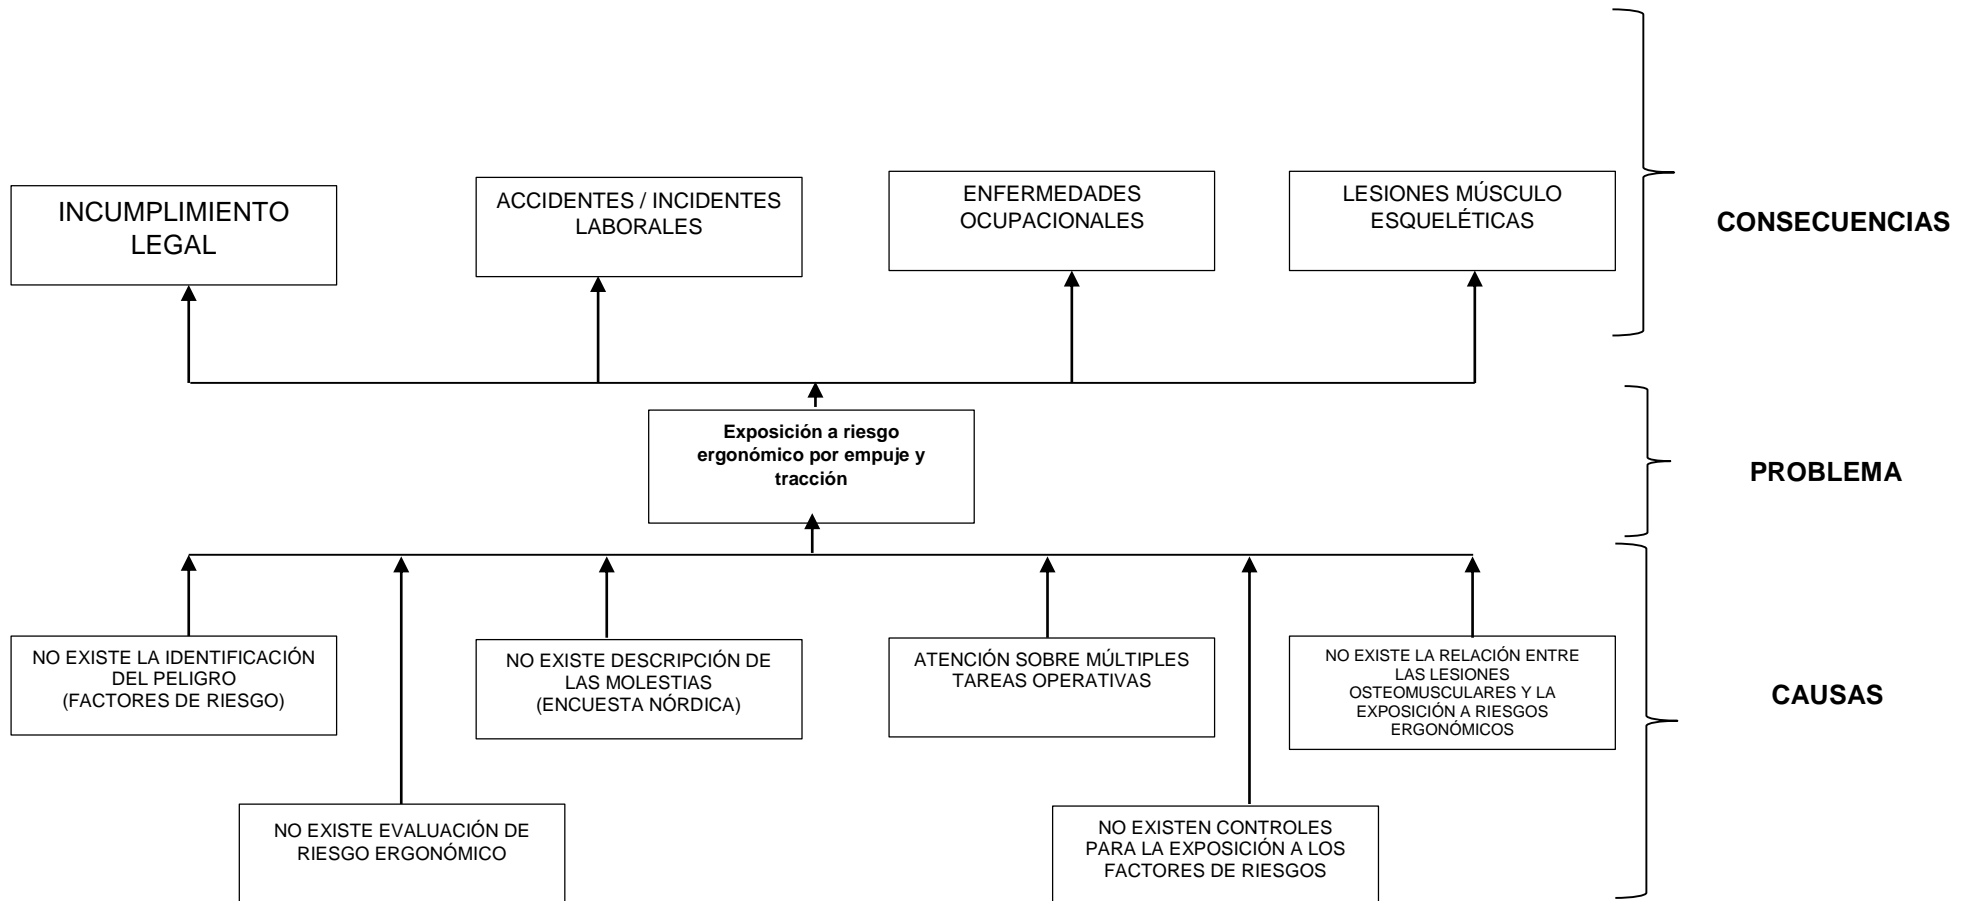 INCUMPLIMIENTO
LEGAL
ACCIDENTES / INCIDENTES
LABORALES
ENFERMEDADES
OCUPACIONALES
LESIONES MÚSCULO
ESQUELÉTICAS
CONSECUENCIAS
Exposición a riesgo
ergonómico por empuje y
tracción
PROBLEMA
NO EXISTE LA IDENTIFICACIÓN
DEL PELIGRO
(FACTORES DE RIESGO)
NO EXISTE DESCRIPCIÓN DE
LAS MOLESTIAS
(ENCUESTA NÓRDICA)
ATENCIÓN SOBRE MÚLTIPLES
TAREAS OPERATIVAS
NO EXISTE LA RELACIÓN ENTRE
LAS LESIONES
OSTEOMUSCULARES Y LA
EXPOSICIÓN A RIESGOS
ERGONÓMICOS
CAUSAS
NO EXISTE EVALUACIÓN DE
RIESGO ERGONÓMICO
NO EXISTEN CONTROLES
PARA LA EXPOSICIÓN A LOS
FACTORES DE RIESGOS